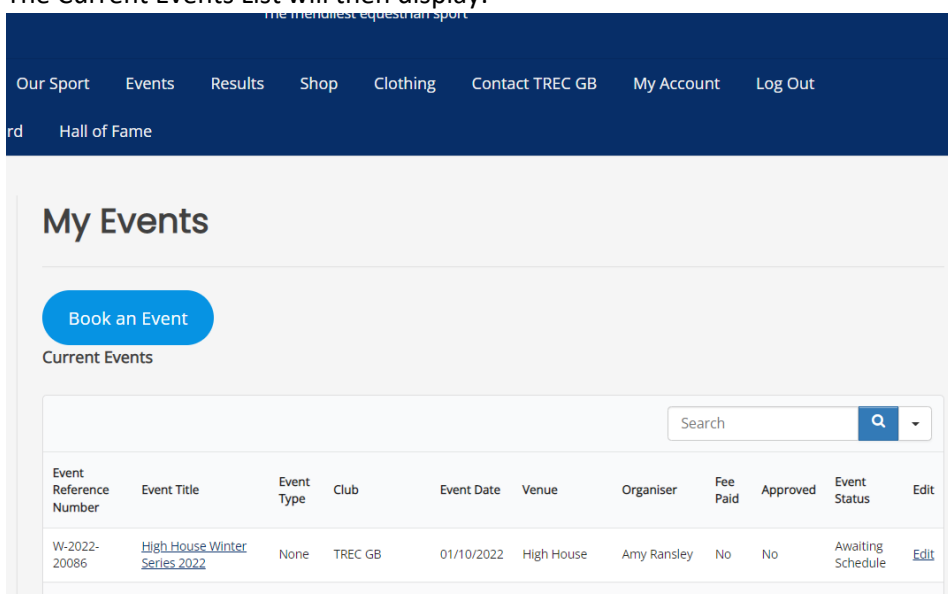 The Current Events List will then display:
The friendliest equestrian sport
Our Sport Events Results Shop Clothing Contact TREC GB My Account Log Out
rd Hall of Fame
My Events
Book an Event
Current Events
Search
Event Reference Number Event Title Event Type Club Event Date Venue Organiser Fee Paid Approved Event Status Edit
W-2022-20086 High House Winter Series 2022 None TREC GB 01/10/2022 High House Amy Ransley No No Awaiting Schedule Edit